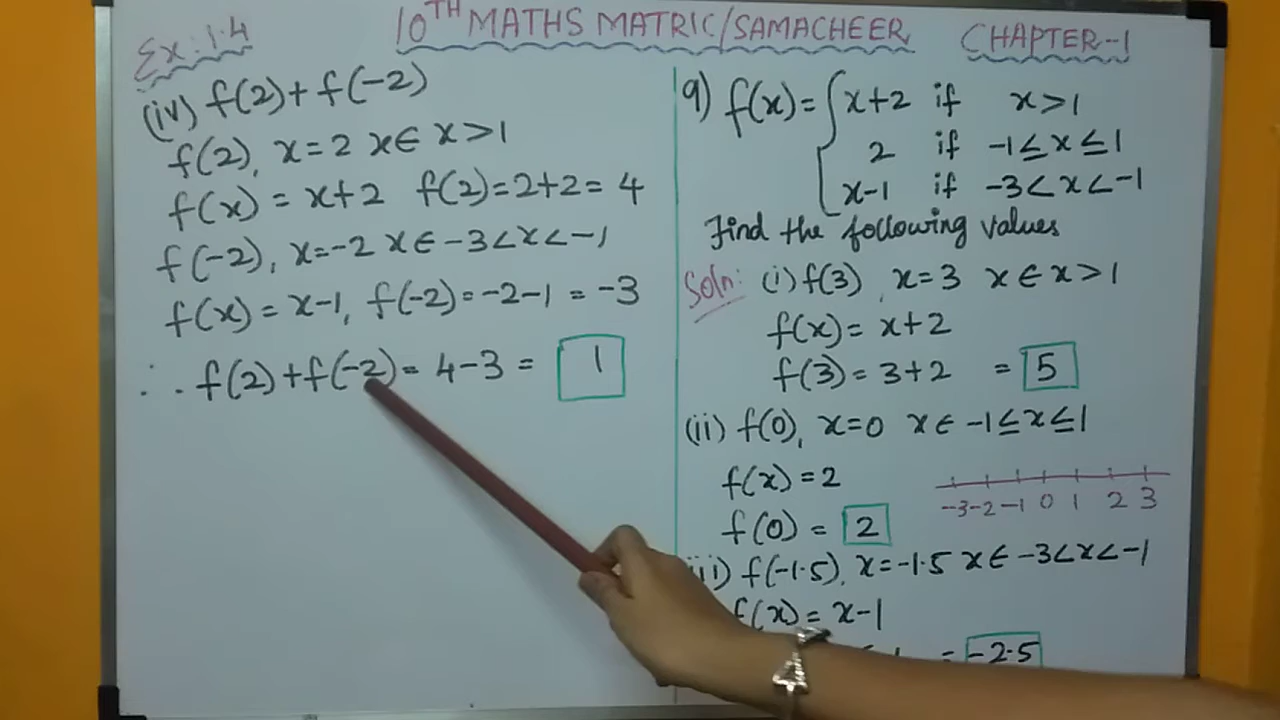 10TH MATHS MATRIC/SAMACHEER CHAPTER-1
Ex:1.4
(iv) f(2)+f(-2)
f(2), x=2 x∈ x>1
f(x) = x+2 f(2)=2+2=4
f(-2), x=-2 x∈ -3<x<-1
f(x) = x-1, f(-2)=-2-1=-3
∴ f(2)+f(-2)= 4-3 = 1
9) f(x)= { x+2 if x>1
2 if -1≤x≤1
x-1 if -3<x<-1
Find the following values
Soln: (i) f(3), x=3 x∈ x>1
f(x)= x+2
f(3)=3+2 = 5
(ii) f(0), x=0 x∈ -1≤x≤1
f(x)=2
-3 -2 -1 0 1 2 3
f(0) = 2
f(-1.5), x=-1.5 x∈ -3<x<-1
f(x)= x-1
= -2.5